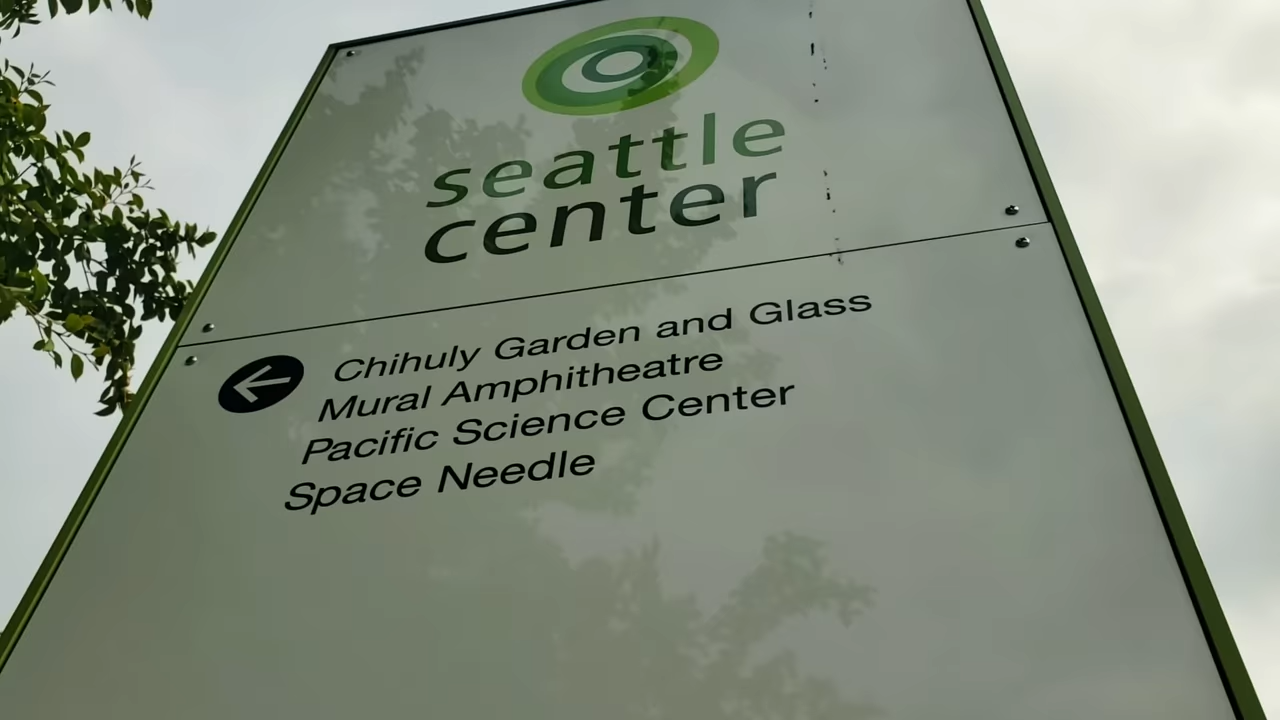 seattle
center
Chihuly Garden and Glass
Mural Amphitheatre
Pacific Science Center
Space Needle